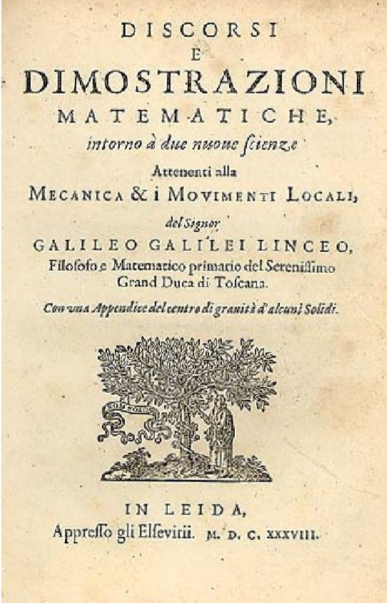 DISCORSI
E
DIMOSTRAZIONI
MATEMATICHE,
intorno à due nuoue ſcienze
Attenenti alla
MECANICA & i MOVIMENTI LOCALI,
del Signor
GALILEO GALILEI LINCEO,
Filoſofo e Matematico primario del Sereniſſimo
Grand Duca di Toſcana.
Con vna Appendice del centro di grauità d'alcuni Solidi.
IN LEIDA,
Appreſſo gli Elſevirii. M. D. C. XXXVIII.